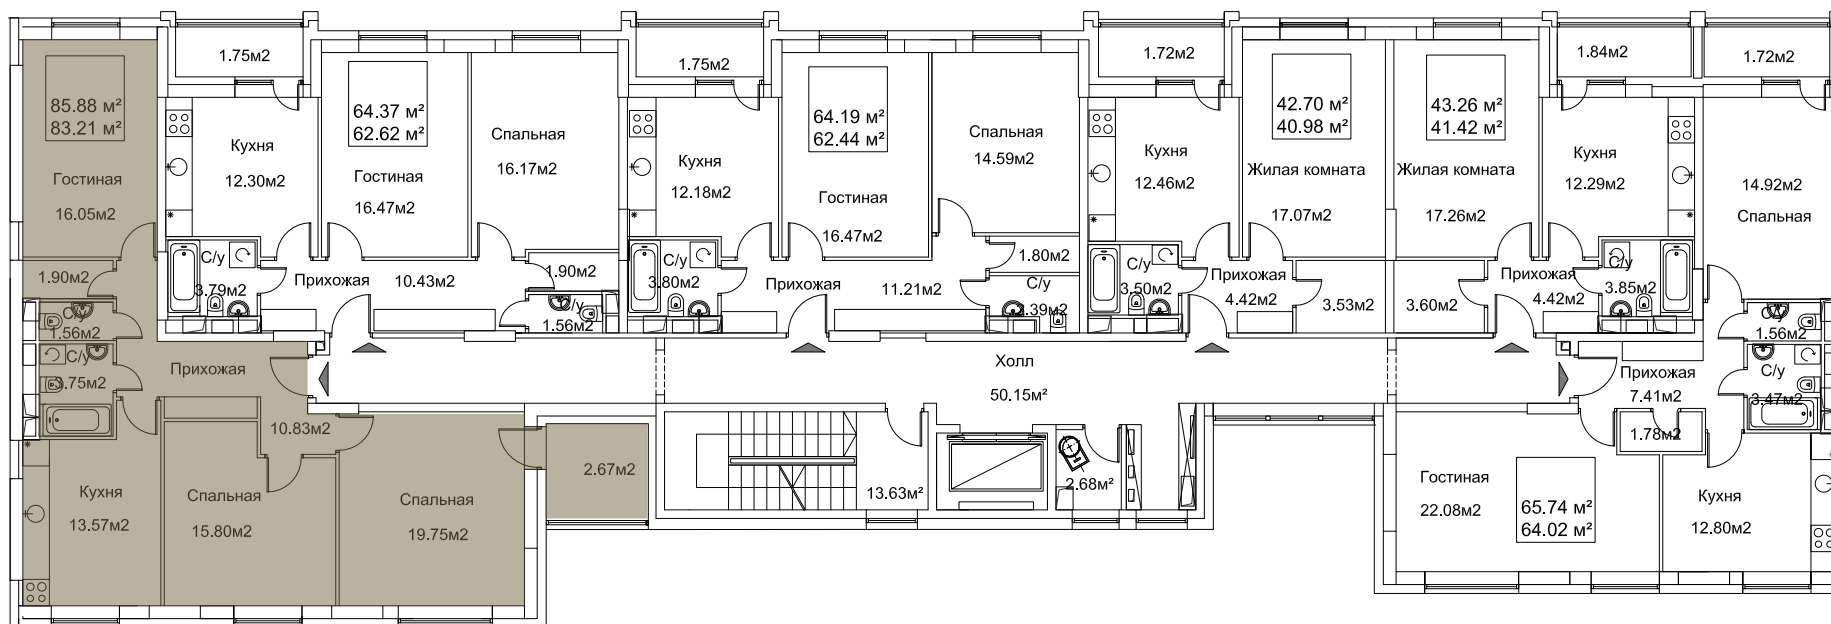 85.88 м²
83.21 м²
Гостиная
16.05м2
1.90м2
С/у
1.56м2
С/у
.75м2
Прихожая
10.83м2
Кухня
13.57м2
Спальная
15.80м2
Спальная
19.75м2
2.67м2
1.75м2
Кухня
12.30м2
64.37 м²
62.62 м²
Гостиная
16.47м2
Спальная
16.17м2
С/у
3.79м2
Прихожая
10.43м2
1.90м2
С/у
1.56м2
1.75м2
Кухня
12.18м2
64.19 м²
62.44 м²
Гостиная
16.47м2
Спальная
14.59м2
С/у
3.80м2
Прихожая
11.21м2
1.80м2
С/у
.39м2
1.72м2
Кухня
12.46м2
42.70 м²
40.98 м²
Жилая комната
17.07м2
С/у
3.50м2
Прихожая
4.42м2
3.53м2
43.26 м²
41.42 м²
Жилая комната
17.26м2
1.84м2
Кухня
12.29м2
3.60м2
Прихожая
4.42м2
С/у
3.85м2
1.72м2
14.92м2
Спальная
С/у
1.56м2
С/у
3.47м2
Прихожая
7.41м2
1.78м2
Гостиная
22.08м2
65.74 м²
64.02 м²
Кухня
12.80м2
Холл
50.15м²
13.63м²
2.68м²